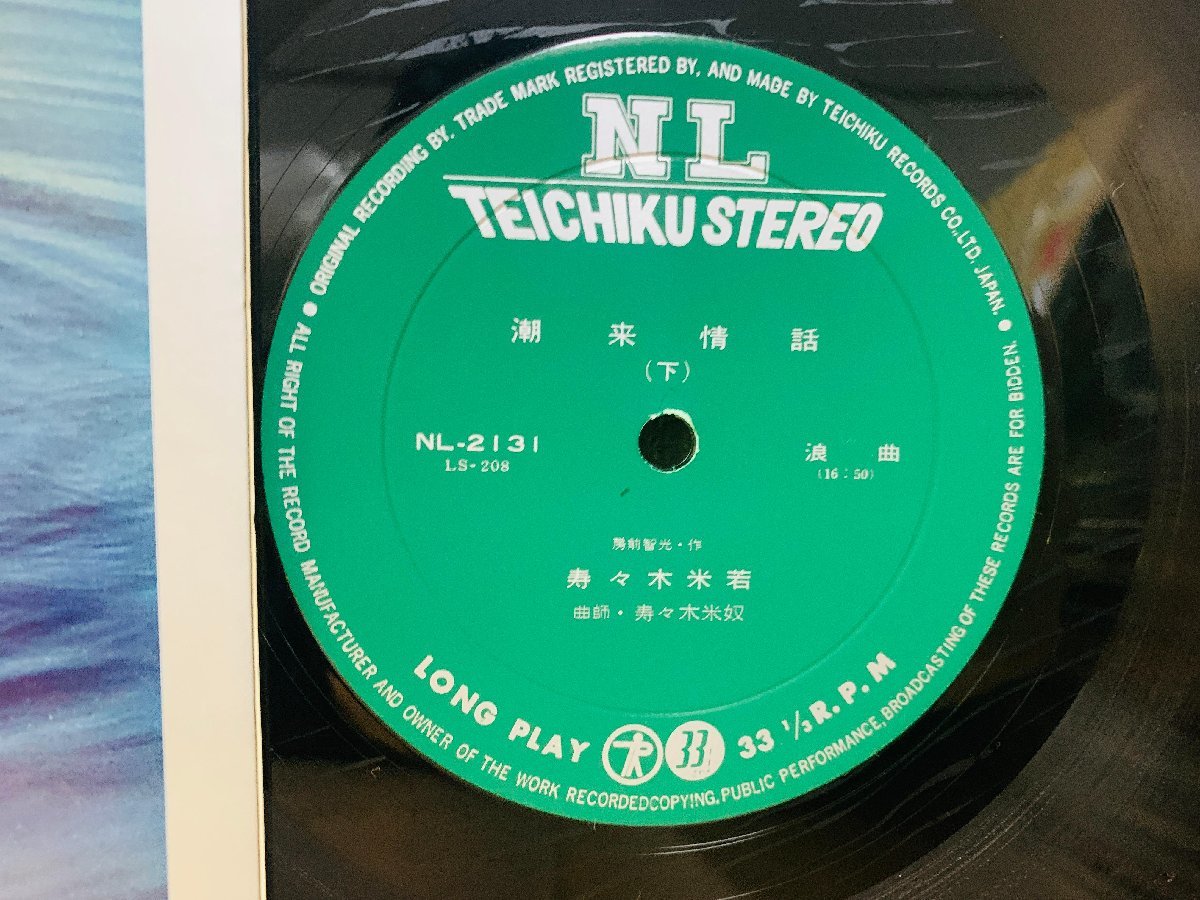 ORIGINAL RECORDING BY, TRADE MARK REGISTERED BY, AND MADE BY TEICHIKU RECORDS CO.,LTD, JAPAN.
NL
TEICHIKU STEREO
潮来情話
(下)
NL-2131
LS-208
浪曲
(16:50)
房前智光・作
寿々木米若
曲師・寿々木米奴
LONG PLAY
33
33 1/3 R.P.M
ALL RIGHT OF THE RECORD MANUFACTURER AND OWNER OF THE WORK RECORDEDCOPYING, PUBLIC PERFORMANCE, BROADCASTING OF THESE RECORDS ARE FOR BIDDEN.